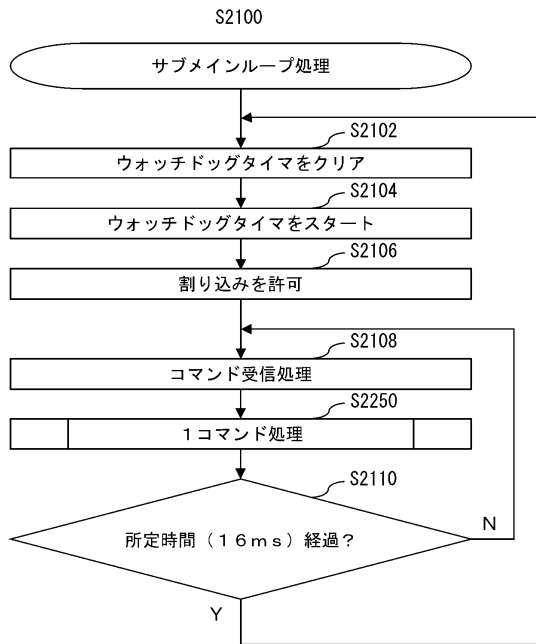 S2100
サブメインループ処理
S2102
ウォッチドッグタイマをクリア
S2104
ウォッチドッグタイマをスタート
S2106
割り込みを許可
S2108
コマンド受信処理
S2250
1コマンド処理
S2110
所定時間(16ms)経過?
N
Y